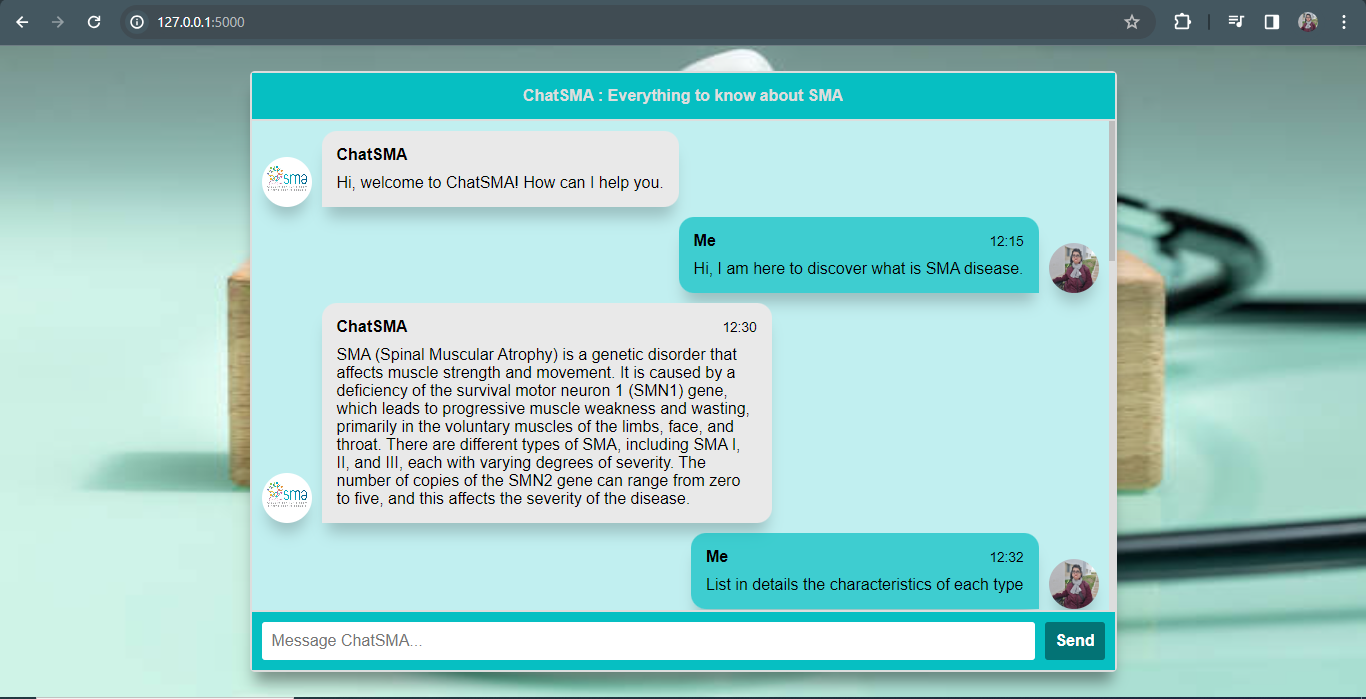 127.0.0.1:5000
ChatSMA : Everything to know about SMA
ChatSMA
sma
Hi, welcome to ChatSMA! How can I help you.
Me 12:15
Hi, I am here to discover what is SMA disease.
ChatSMA 12:30
SMA (Spinal Muscular Atrophy) is a genetic disorder that
affects muscle strength and movement. It is caused by a
deficiency of the survival motor neuron 1 (SMN1) gene,
which leads to progressive muscle weakness and wasting,
primarily in the voluntary muscles of the limbs, face, and
throat. There are different types of SMA, including SMA I,
II, and III, each with varying degrees of severity. The
number of copies of the SMN2 gene can range from zero
to five, and this affects the severity of the disease.
sma
Me 12:32
List in details the characteristics of each type
Message ChatSMA...
Send